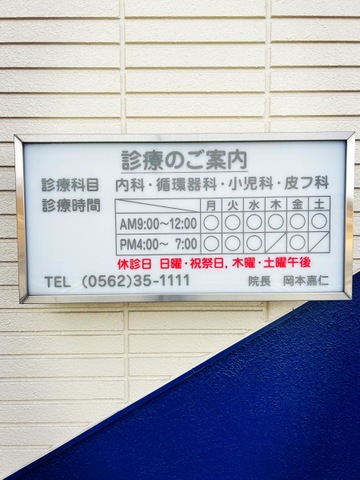 診療のご案内
診療科目 内科・循環器科・小児科・皮フ科
診療時間 月 火 水 木 金 土
AM9:00〜12:00 ○ ○ ○ ○ ○ ○
PM4:00〜 7:00 ○ ○ ○ ／ ○ ／
休診日 日曜・祝祭日,木曜・土曜午後
TEL (0562)35-1111 院長 岡本嘉仁